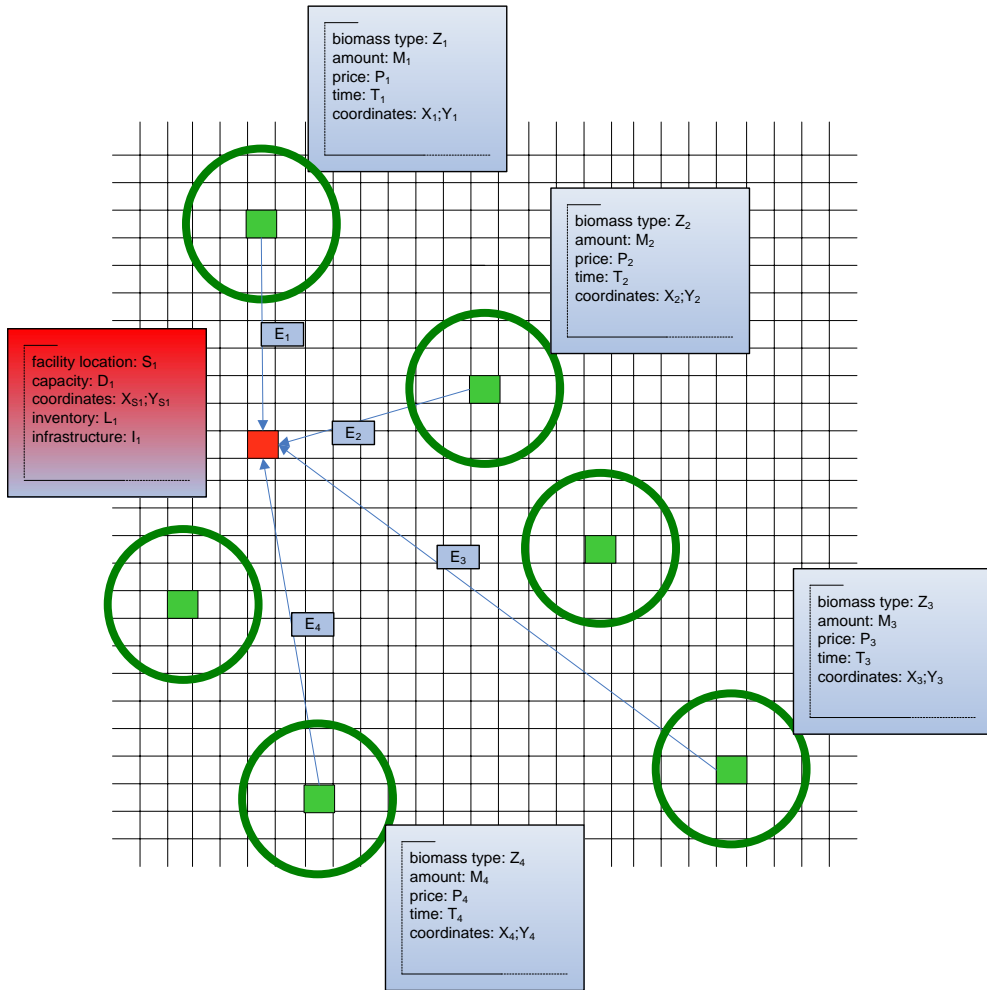 biomass type: Z₁
amount: M₁
price: P₁
time: T₁
coordinates: X₁;Y₁
biomass type: Z₂
amount: M₂
price: P₂
time: T₂
coordinates: X₂;Y₂
E₁
facility location: S₁
capacity: D₁
coordinates: X_S1;Y_S1
inventory: L₁
infrastructure: I₁
E₂
E₃
biomass type: Z₃
amount: M₃
price: P₃
time: T₃
coordinates: X₃;Y₃
E₄
biomass type: Z₄
amount: M₄
price: P₄
time: T₄
coordinates: X₄;Y₄